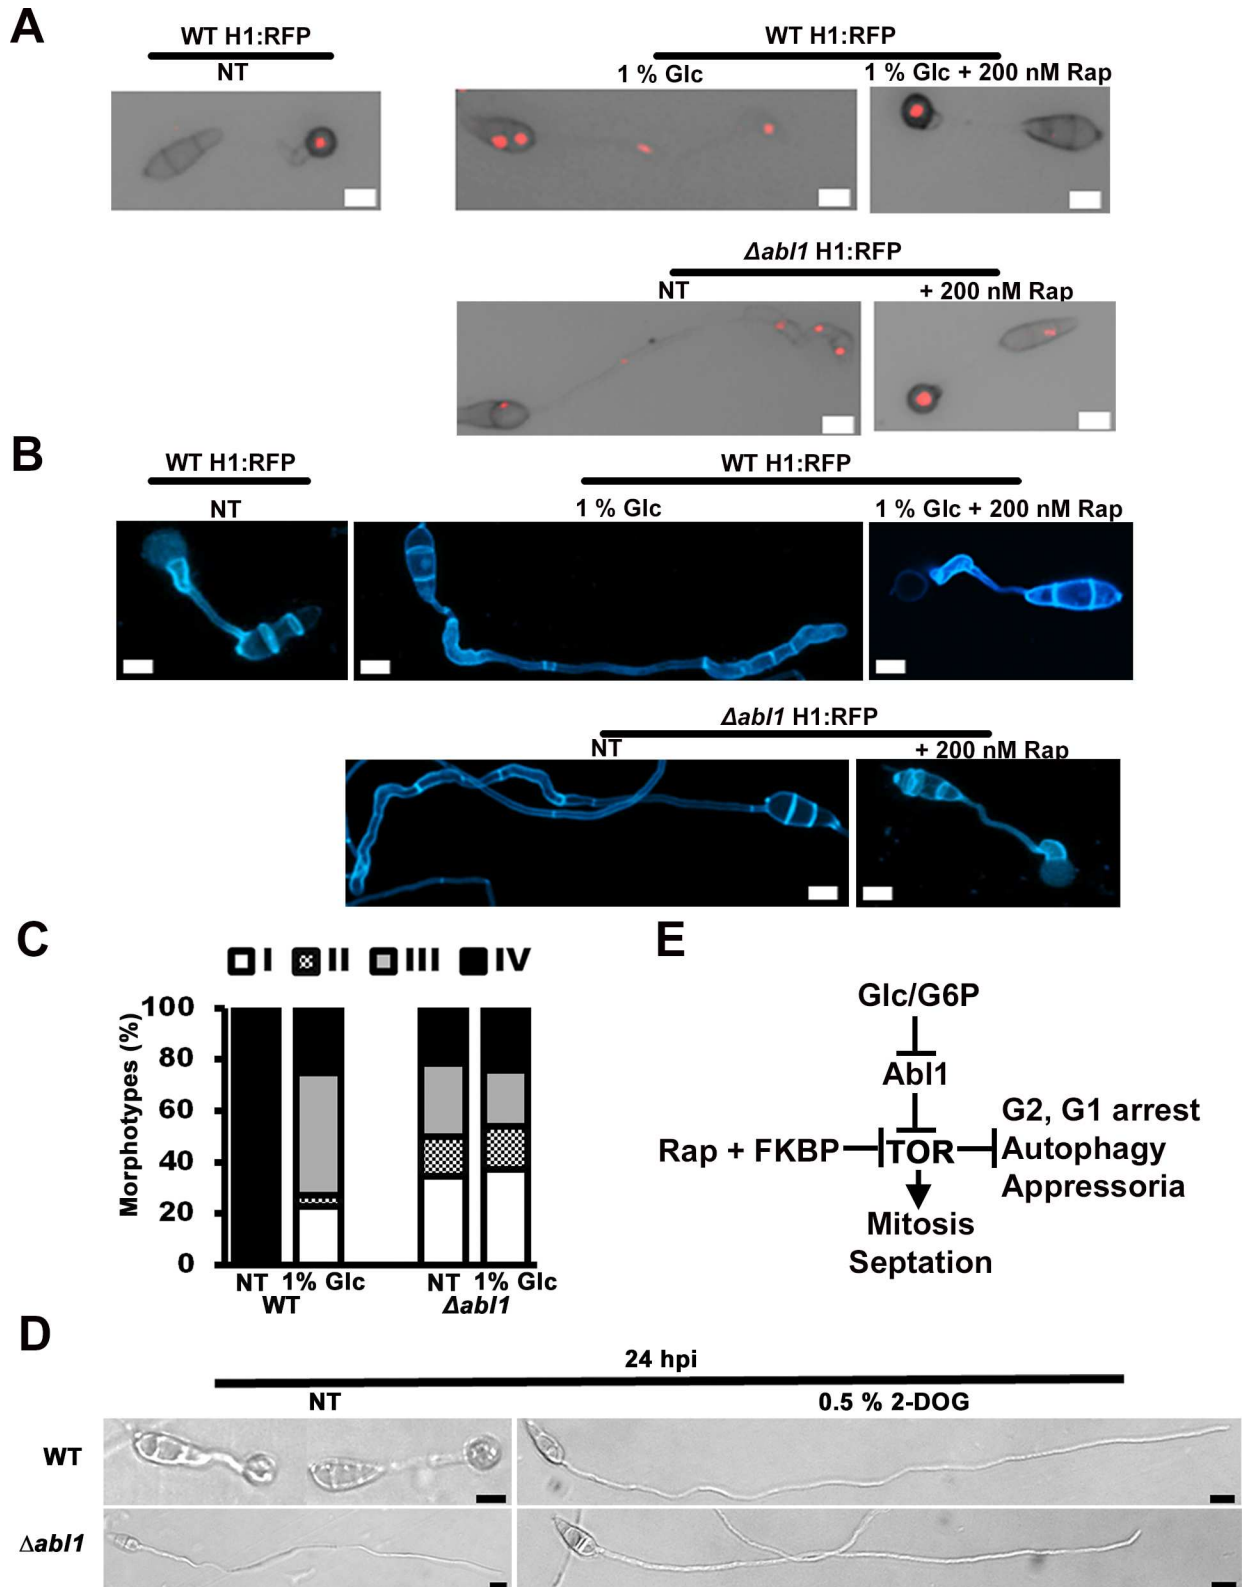 A
WT H1:RFP
NT
WT H1:RFP
1 % Glc
1 % Glc + 200 nM Rap
Δabl1 H1:RFP
NT
+ 200 nM Rap
B
WT H1:RFP
NT
WT H1:RFP
1 % Glc
1 % Glc + 200 nM Rap
Δabl1 H1:RFP
NT
+ 200 nM Rap
C
I II III IV
Morphotypes (%)
100
80
60
40
20
0
NT 1% Glc
WT
NT 1% Glc
Δabl1
E
Glc/G6P
Abl1
Rap + FKBP
TOR
G2, G1 arrest
Autophagy
Appressoria
Mitosis
Septation
D
24 hpi
NT
0.5 % 2-DOG
WT
Δabl1